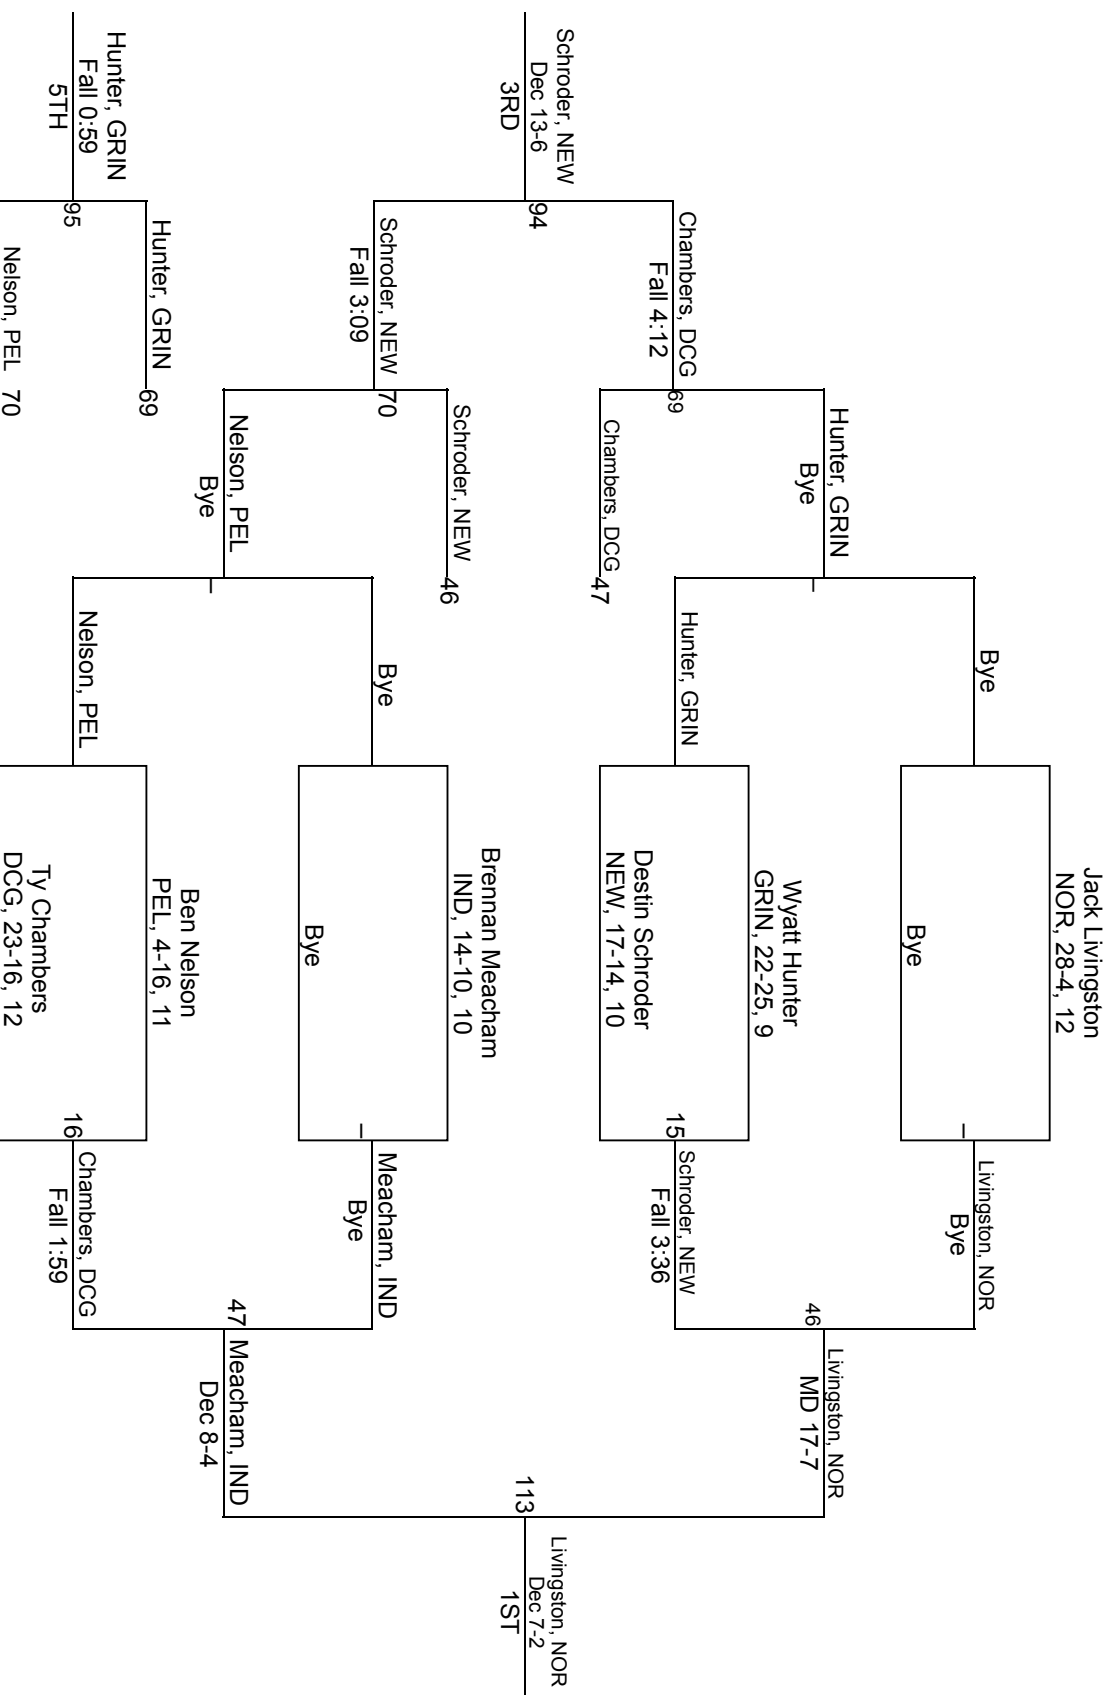 Jack Livingston
NOR, 28-4, 12
Bye
Bye
Livingston, NOR
Bye
Hunter, GRIN
Bye
Wyatt Hunter
GRIN, 22-25, 9
46
Livingston, NOR
MD 17-7
Chambers, DCG
Fall 4:12
69
Hunter, GRIN
Destin Schroder
NEW, 17-14, 10
15
Schroder, NEW
Fall 3:36
Chambers, DCG
47
Schroder, NEW
Dec 13-6
3RD
94
113
Livingston, NOR
Dec 7-2
1ST
Schroder, NEW
46
Brennan Meacham
IND, 14-10, 10
Schroder, NEW
Fall 3:09
70
Bye
Bye
Meacham, IND
Bye
Nelson, PEL
Bye
47
Meacham, IND
Dec 8-4
Hunter, GRIN
69
Ben Nelson
PEL, 4-16, 11
Hunter, GRIN
Fall 0:59
5TH
95
Nelson, PEL
16
Chambers, DCG
Fall 1:59
Nelson, PEL
70
Ty Chambers
DCG, 23-16, 12